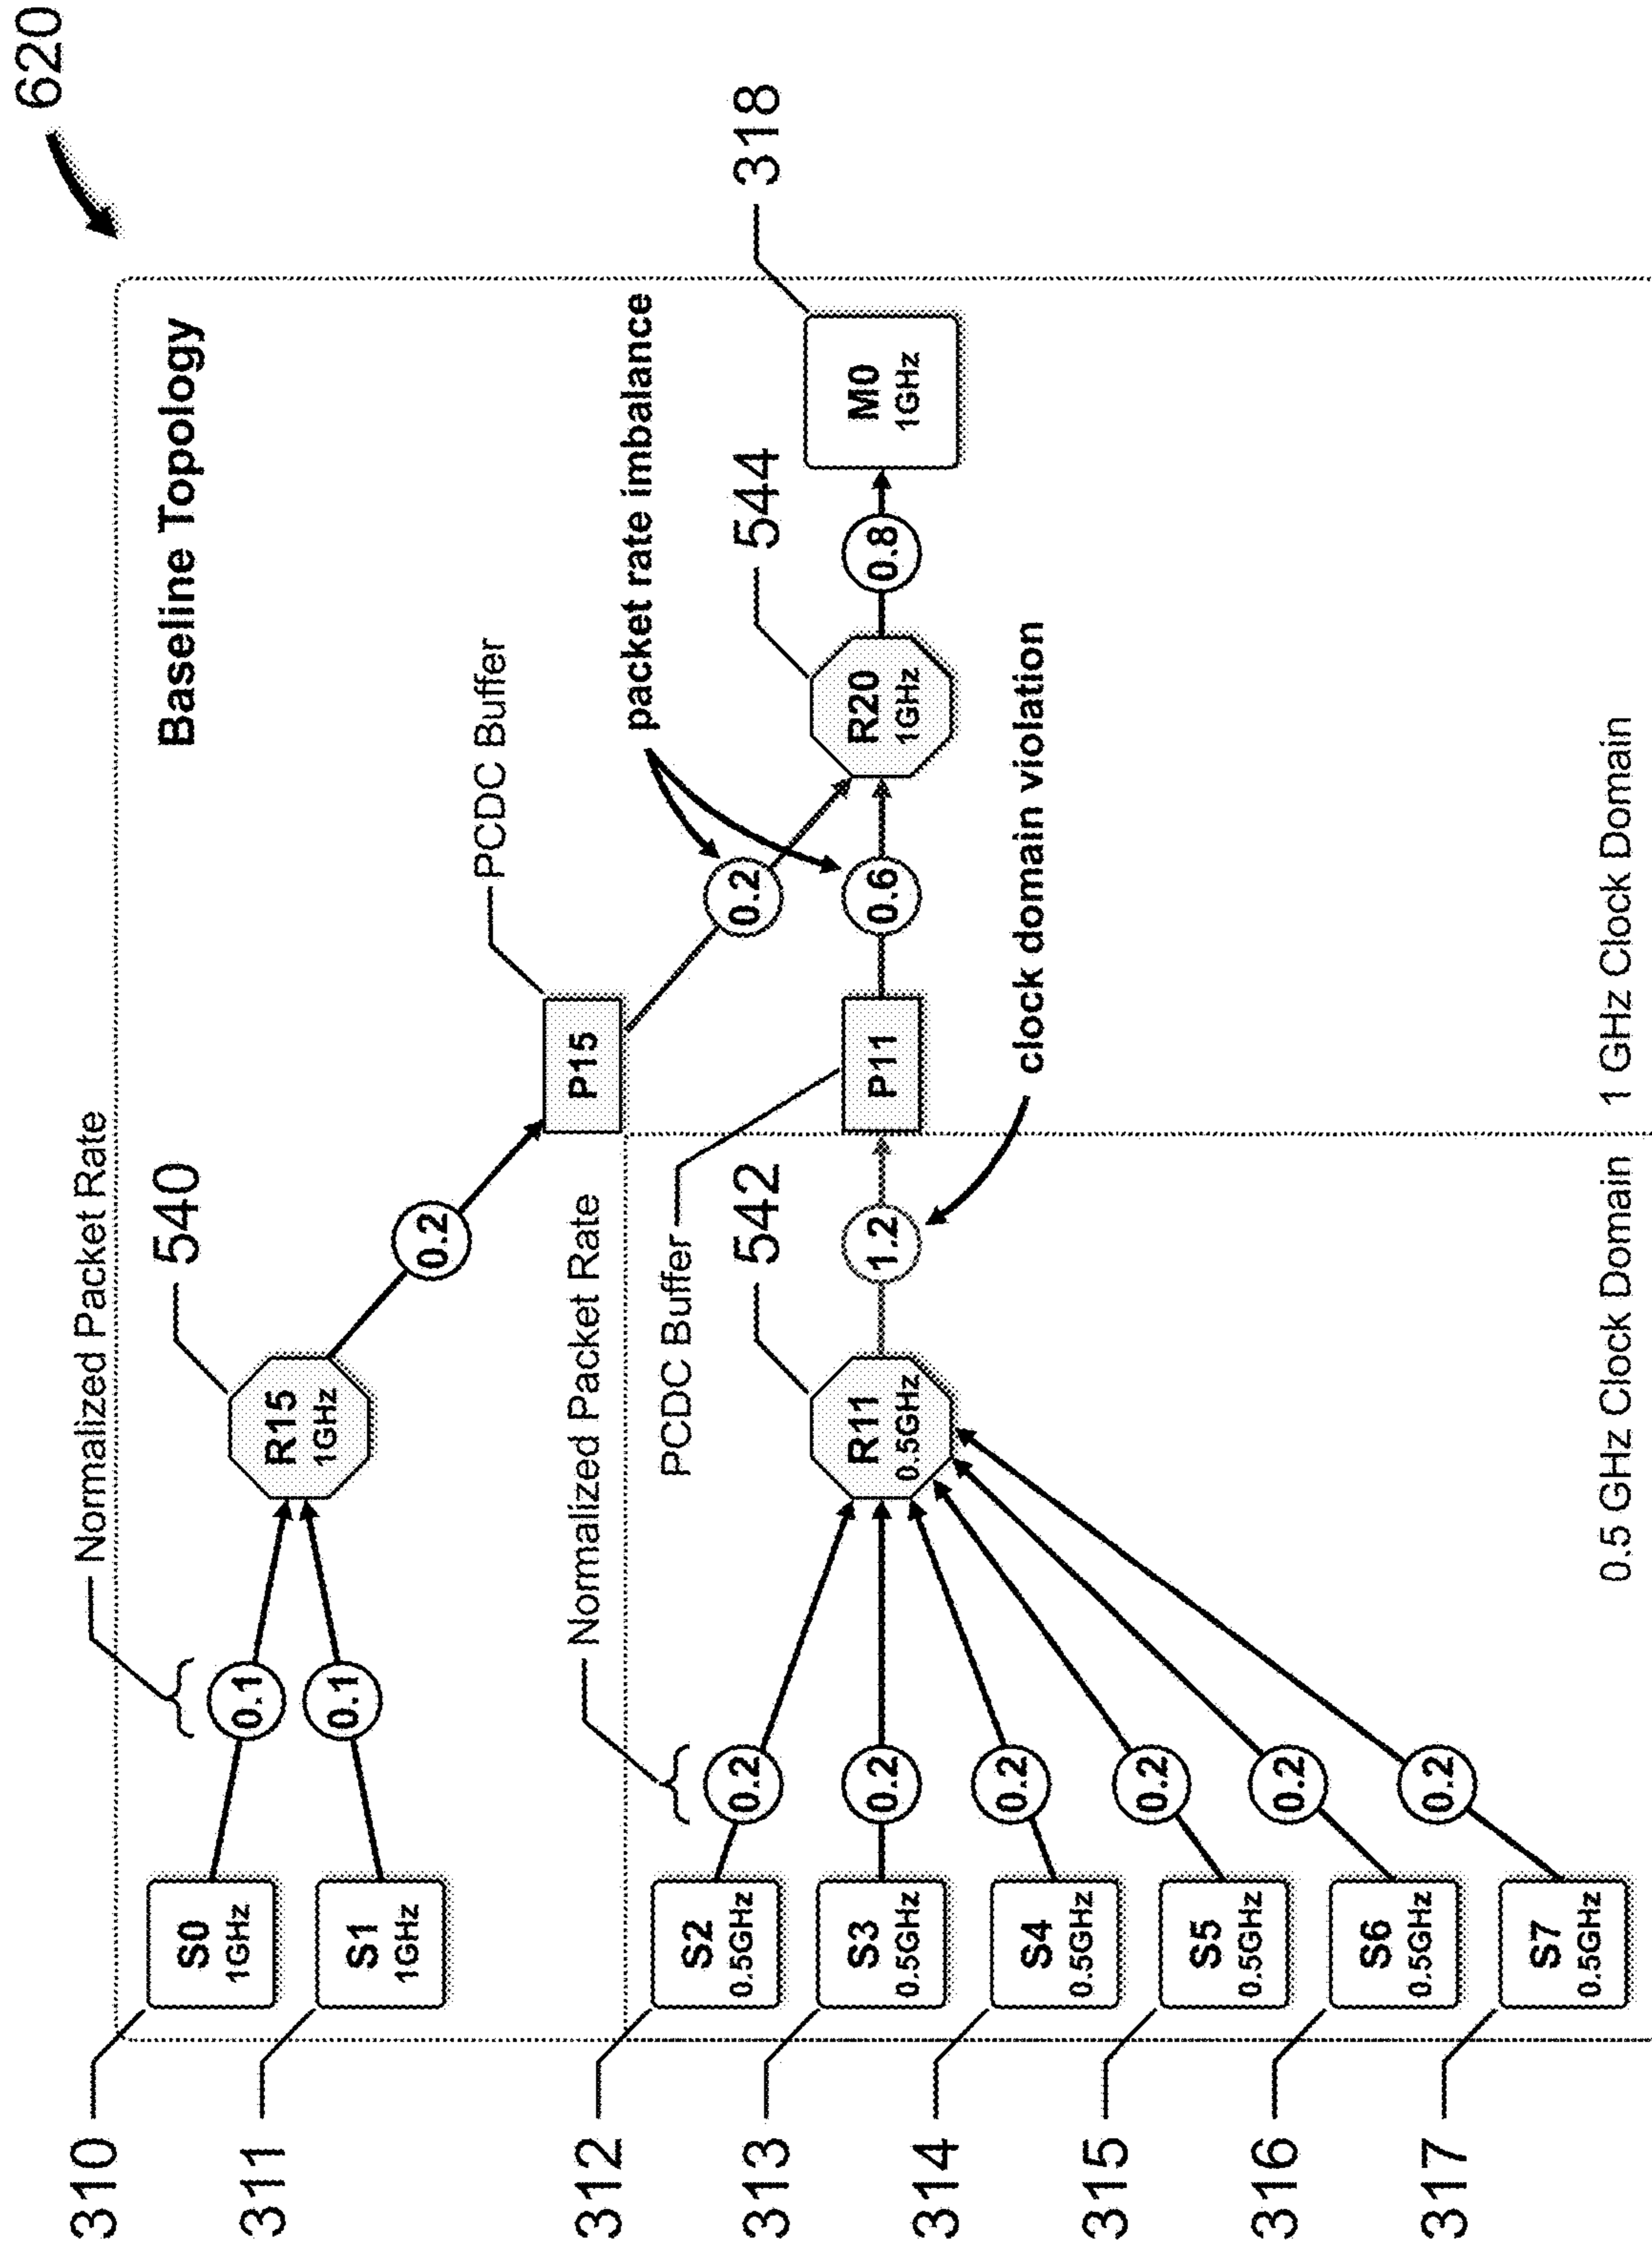 620
Baseline Topology
Normalized Packet Rate
310
S0
1GHz
0.1
311
S1
1GHz
0.1
R15
1GHz
540
0.2
PCDC Buffer
P15
0.2
packet rate imbalance
Normalized Packet Rate
PCDC Buffer
312
S2
0.5GHz
0.2
313
S3
0.5GHz
0.2
314
S4
0.5GHz
0.2
315
S5
0.5GHz
0.2
316
S6
0.5GHz
0.2
317
S7
0.5GHz
0.2
R11
0.5GHz
542
1.2
clock domain violation
P11
0.6
R20
1GHz
544
0.8
M0
1GHz
318
0.5 GHz Clock Domain
1 GHz Clock Domain